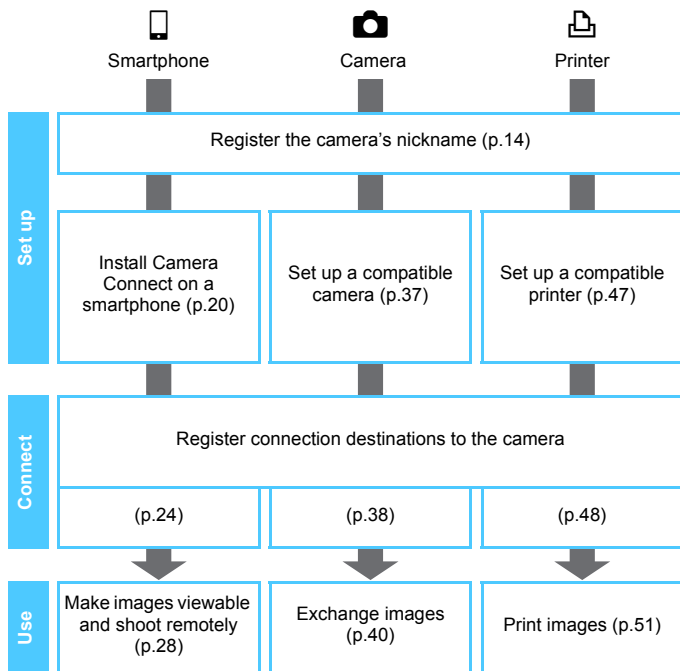 Smartphone
Camera
Printer
Set up
Register the camera's nickname (p.14)
Install Camera
Connect on a
smartphone (p.20)
Set up a compatible
camera (p.37)
Set up a compatible
printer (p.47)
Connect
Register connection destinations to the camera
(p.24)
(p.38)
(p.48)
Use
Make images viewable
and shoot remotely
(p.28)
Exchange images
(p.40)
Print images (p.51)